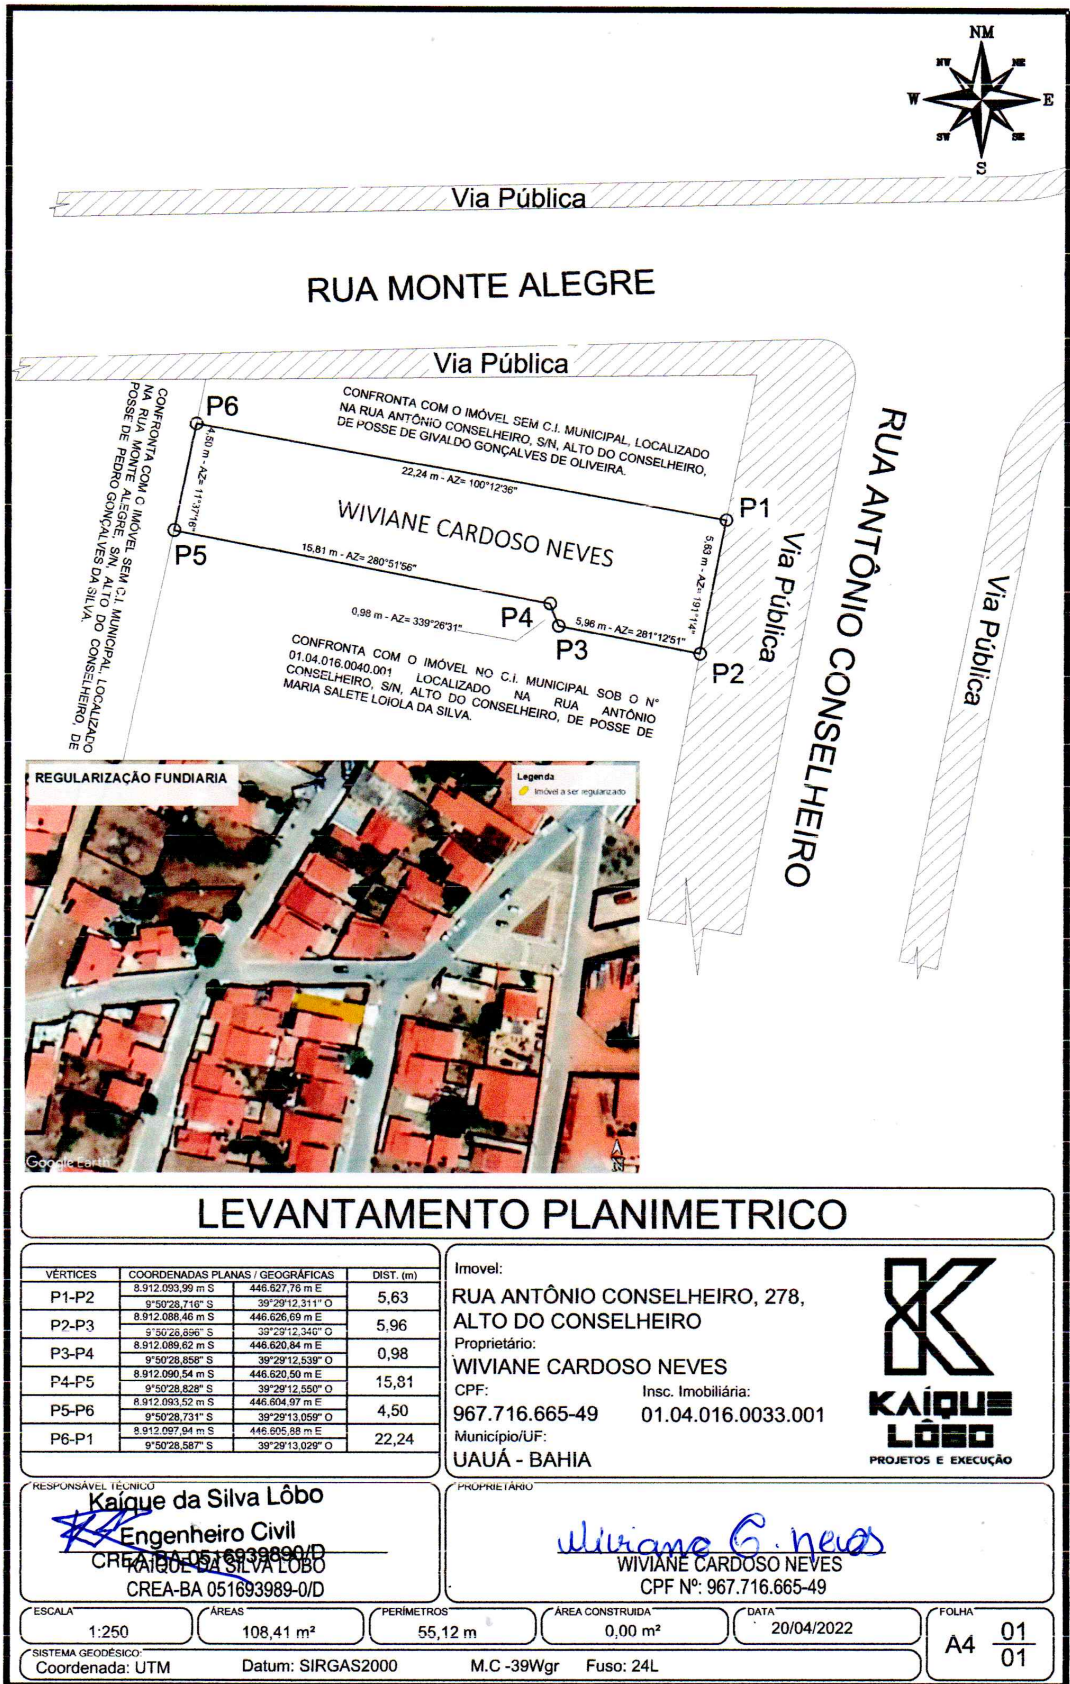 NM
NW
NE
W
E
SW
SE
S
Via Pública
RUA MONTE ALEGRE
Via Pública
CONFRONTA COM O IMÓVEL SEM C.I. MUNICIPAL, LOCALIZADO
NA RUA MONTE ALEGRE, S/N, ALTO DO CONSELHEIRO, DE
POSSE DE PEDRO GONÇALVES DA SILVA.
P6
CONFRONTA COM O IMÓVEL SEM C.I. MUNICIPAL, LOCALIZADO
NA RUA ANTÔNIO CONSELHEIRO, S/N, ALTO DO CONSELHEIRO,
DE POSSE DE GIVALDO GONÇALVES DE OLIVEIRA.
4,50 m - AZ= 11°37'16"
22,24 m - AZ= 100°12'36"
P1
WIVIANE CARDOSO NEVES
5,63 m - AZ= 191°1'4"
P5
15,81 m - AZ= 280°51'56"
P4
0,98 m - AZ= 339°26'31"
5,96 m - AZ= 281°12'51"
P3
P2
Via Pública
RUA ANTÔNIO CONSELHEIRO
Via Pública
CONFRONTA COM O IMÓVEL NO C.I. MUNICIPAL SOB O N°
01.04.016.0040.001 LOCALIZADO NA RUA ANTÔNIO
CONSELHEIRO, S/N, ALTO DO CONSELHEIRO, DE POSSE DE
MARIA SALETE LOIOLA DA SILVA.
REGULARIZAÇÃO FUNDIARIA
Legenda
Imóvel a ser regularizado
Google Earth
LEVANTAMENTO PLANIMETRICO
VÉRTICES COORDENADAS PLANAS / GEOGRÁFICAS DIST. (m)
P1-P2 8.912.093,99 m S 446.627,76 m E 5,63
9°50'28,716" S 39°29'12,311" O
P2-P3 8.912.088,46 m S 446.626,69 m E 5,96
9°50'28,896" S 39°29'12,346" O
P3-P4 8.912.089,62 m S 446.620,84 m E 0,98
9°50'28,858" S 39°29'12,539" O
P4-P5 8.912.090,54 m S 446.620,50 m E 15,81
9°50'28,828" S 39°29'12,550" O
P5-P6 8.912.093,52 m S 446.604,97 m E 4,50
9°50'28,731" S 39°29'13,059" O
P6-P1 8.912.097,94 m S 446.605,88 m E 22,24
9°50'28,587" S 39°29'13,029" O
Imovel:
RUA ANTÔNIO CONSELHEIRO, 278,
ALTO DO CONSELHEIRO
Proprietário:
WIVIANE CARDOSO NEVES
CPF: Insc. Imobiliária:
967.716.665-49 01.04.016.0033.001
Município/UF:
UAUÁ - BAHIA
KAÍQUE
LÔBO
PROJETOS E EXECUÇÃO
RESPONSÁVEL TÉCNICO
Kaíque da Silva Lôbo
Engenheiro Civil
CREA-BA 0516939890/D
KAIQUE DA SILVA LOBO
CREA-BA 051693989-0/D
PROPRIETÁRIO
Wiviane C. Neves
WIVIANE CARDOSO NEVES
CPF Nº: 967.716.665-49
ESCALA
1:250
ÁREAS
108,41 m²
PERÍMETROS
55,12 m
ÁREA CONSTRUIDA
0,00 m²
DATA
20/04/2022
FOLHA
A4 01
01
SISTEMA GEODÉSICO:
Coordenada: UTM Datum: SIRGAS2000 M.C -39Wgr Fuso: 24L